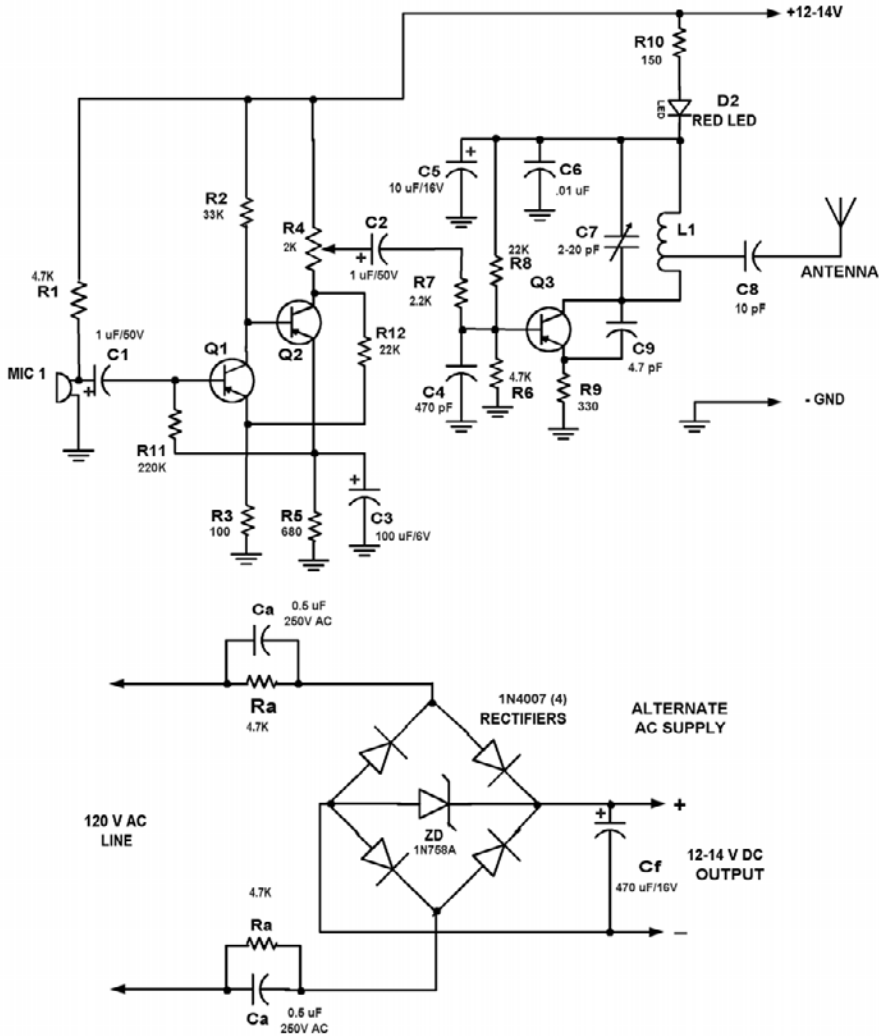 +12-14V
R10
150
LED
D2
RED LED
C5
10 uF/16V
C6
.01 uF
R2
33K
R4
2K
C2
1 uF/50V
22K
R8
C7
2-20 pF
L1
ANTENNA
C8
10 pF
4.7K
R1
R7
2.2K
Q3
1 uF/50V
C1
Q1
Q2
R12
22K
C9
4.7 pF
MIC 1
C4
470 pF
4.7K
R6
R9
330
- GND
R11
220K
R3
100
R5
680
C3
100 uF/6V
Ca
0.5 uF
250V AC
Ra
4.7K
1N4007 (4)
RECTIFIERS
ALTERNATE
AC SUPPLY
120 V AC
LINE
ZD
1N758A
+
Cf
470 uF/16V
12-14 V DC
OUTPUT
−
4.7K
Ra
Ca
0.5 uF
250V AC